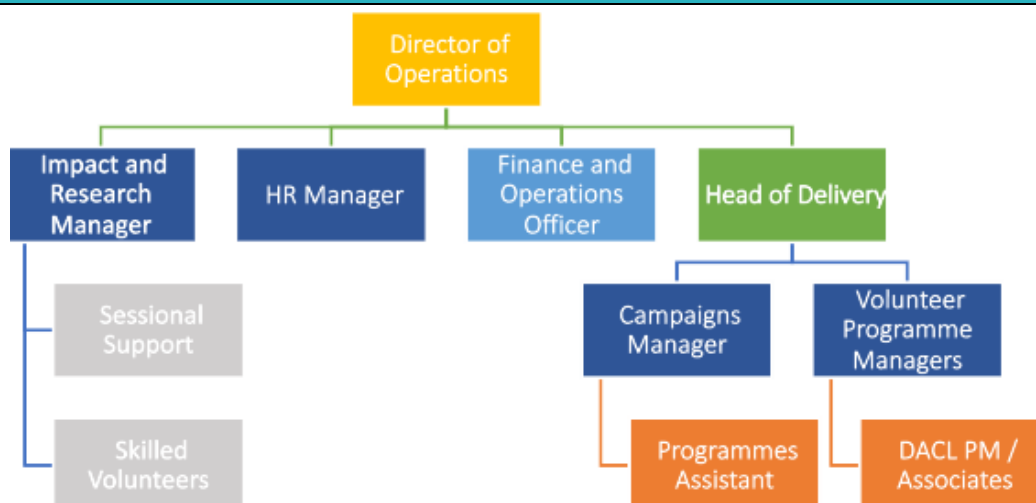 Director of
Operations
Impact and
Research
Manager
HR Manager
Finance and
Operations
Officer
Head of Delivery
Sessional
Support
Campaigns
Manager
Volunteer
Programme
Managers
Skilled
Volunteers
Programmes
Assistant
DACL PM /
Associates